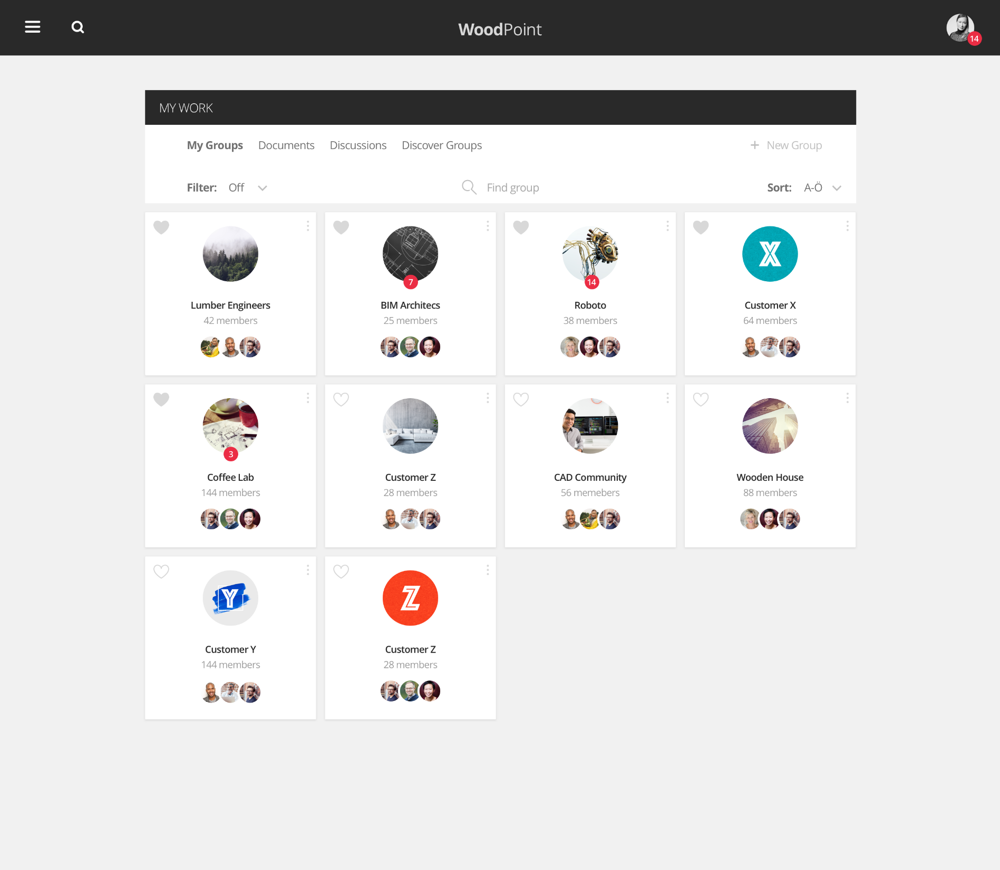 WoodPoint
14
MY WORK
My Groups Documents Discussions Discover Groups + New Group
Filter: Off Find group Sort: A-Ö
7 14 X
Lumber Engineers BIM Architecs Roboto Customer X
42 members 25 members 38 members 64 members
3
Coffee Lab Customer Z CAD Community Wooden House
144 members 28 members 56 memebers 88 members
Y Z
Customer Y Customer Z
144 members 28 members